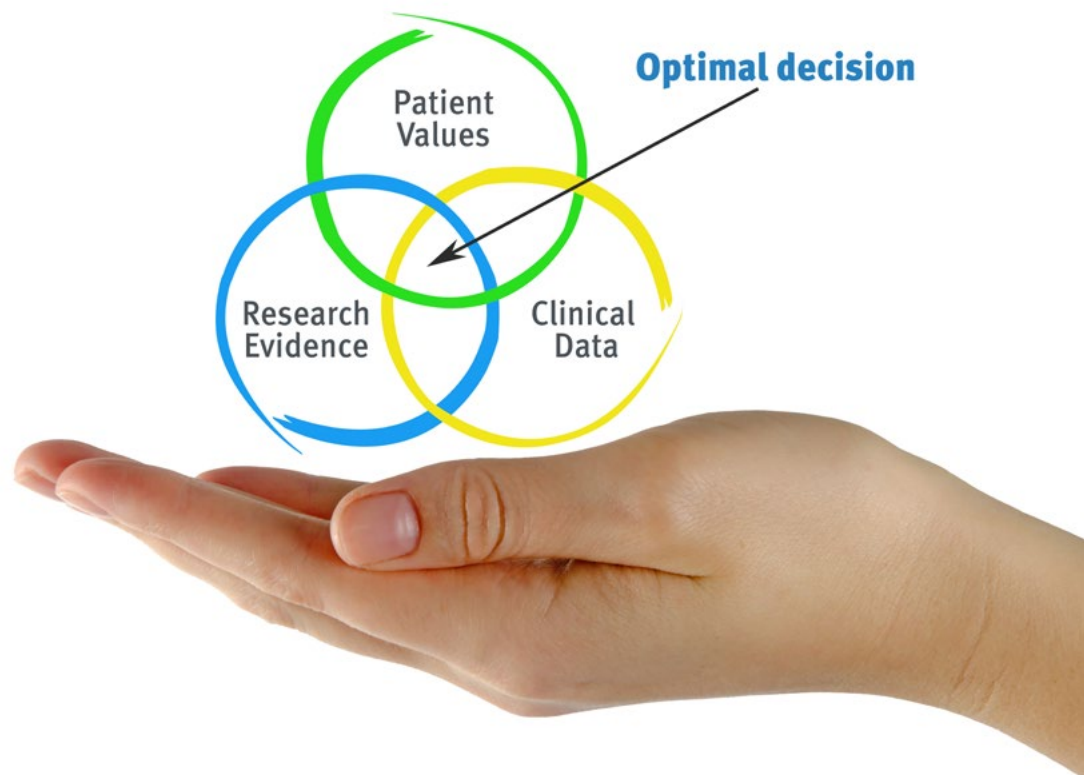 Optimal decision
Patient
Values
Research
Evidence
Clinical
Data